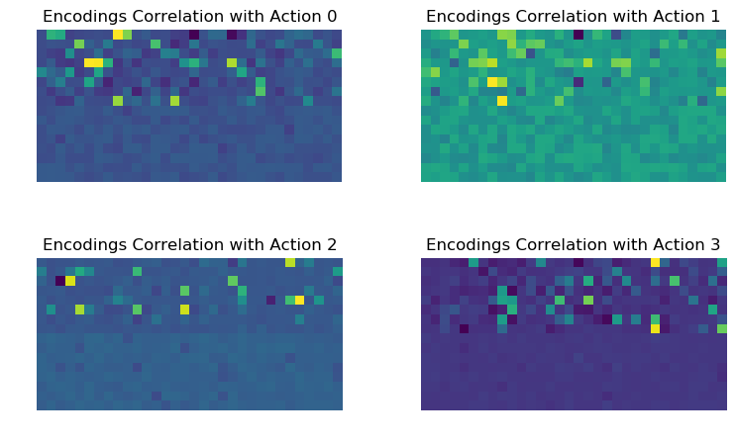 Encodings Correlation with Action 0
Encodings Correlation with Action 1
Encodings Correlation with Action 2
Encodings Correlation with Action 3